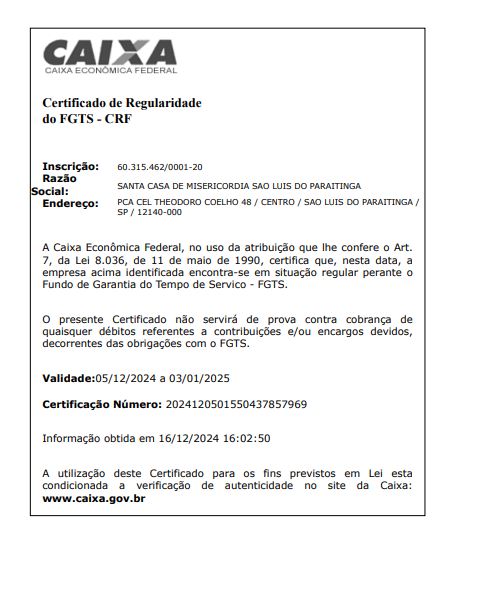 CAIXA
CAIXA ECONÔMICA FEDERAL
Certificado de Regularidade
do FGTS - CRF
Inscrição: 60.315.462/0001-20
Razão
Social: SANTA CASA DE MISERICORDIA SAO LUIS DO PARAITINGA
Endereço: PCA CEL THEODORO COELHO 48 / CENTRO / SAO LUIS DO PARAITINGA /
SP / 12140-000
A Caixa Econômica Federal, no uso da atribuição que lhe confere o Art.
7, da Lei 8.036, de 11 de maio de 1990, certifica que, nesta data, a
empresa acima identificada encontra-se em situação regular perante o
Fundo de Garantia do Tempo de Servico - FGTS.
O presente Certificado não servirá de prova contra cobrança de
quaisquer débitos referentes a contribuições e/ou encargos devidos,
decorrentes das obrigações com o FGTS.
Validade:05/12/2024 a 03/01/2025
Certificação Número: 2024120501550437857969
Informação obtida em 16/12/2024 16:02:50
A utilização deste Certificado para os fins previstos em Lei esta
condicionada a verificação de autenticidade no site da Caixa:
www.caixa.gov.br